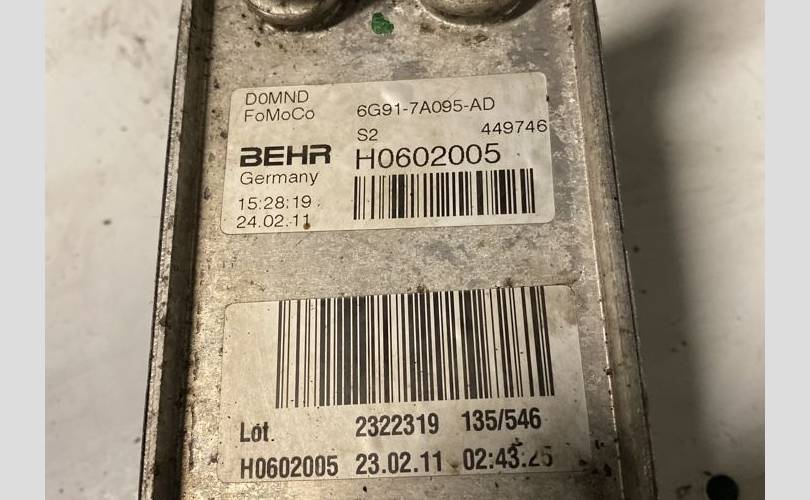 D0MND
FoMoCo 6G91-7A095-AD
S2 449746
BEHR H0602005
Germany
15:28:19
24.02.11
Lot 2322319 135/546
H0602005 23.02.11 02:43:25